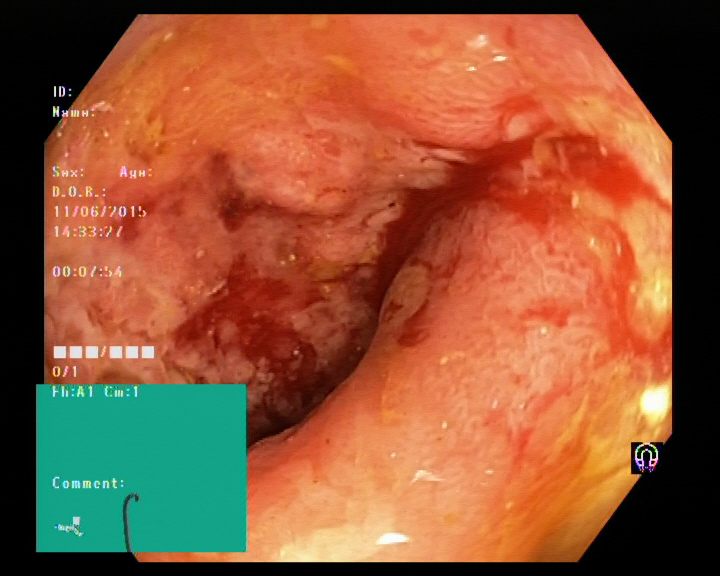 ID:
Name:
Sex: Age:
D.O.B.:
11/06/2015
14:33:27
00:07:54
■■■/■■■
0/1
Eh:A1 Cm:1
Comment: